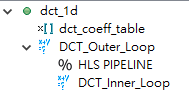 dct_1d
x[] dct_coeff_table
DCT_Outer_Loop
% HLS PIPELINE
DCT_Inner_Loop